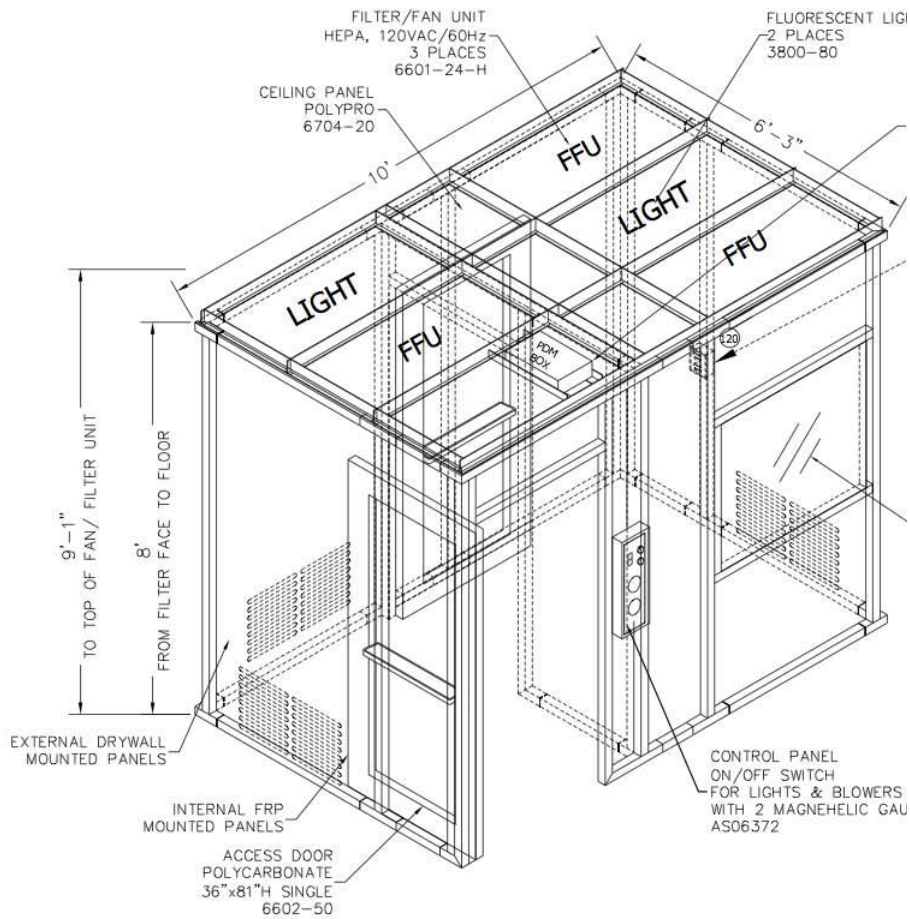 FILTER/FAN UNIT
HEPA, 120VAC/60Hz
3 PLACES
6601-24-H
FLUORESCENT LIG
2 PLACES
3800-80
CEILING PANEL
POLYPRO
6704-20
10'
6'-3"
FFU
LIGHT
FFU
LIGHT
FFU
PDM
BOX
120
9'-1"
TO TOP OF FAN/ FILTER UNIT
8'
FROM FILTER FACE TO FLOOR
EXTERNAL DRYWALL
MOUNTED PANELS
INTERNAL FRP
MOUNTED PANELS
ACCESS DOOR
POLYCARBONATE
36"x81"H SINGLE
6602-50
CONTROL PANEL
ON/OFF SWITCH
FOR LIGHTS & BLOWERS
WITH 2 MAGNEHELIC GAU
AS06372